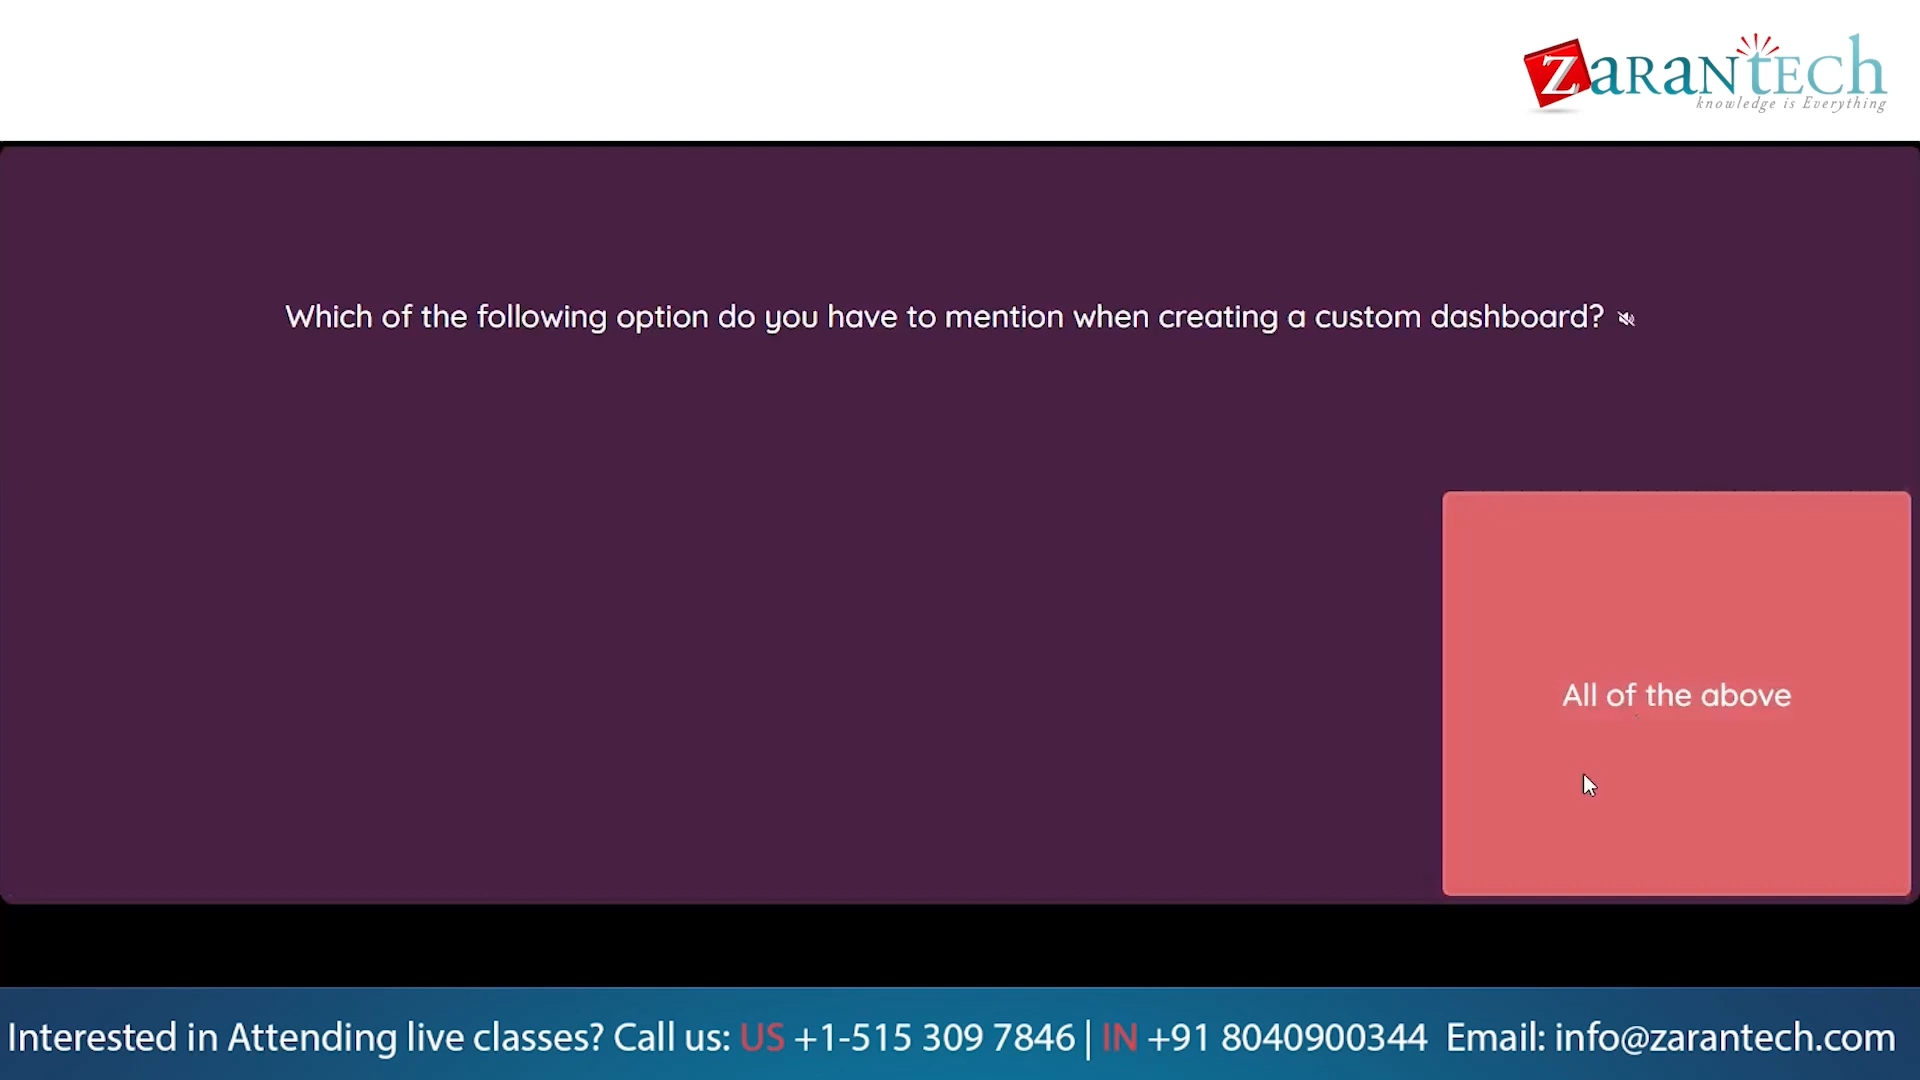 ZARANTECH
knowledge is Everything
Which of the following option do you have to mention when creating a custom dashboard?
All of the above
Interested in Attending live classes? Call us: US +1-515 309 7846 | IN +91 8040900344 Email: info@zarantech.com